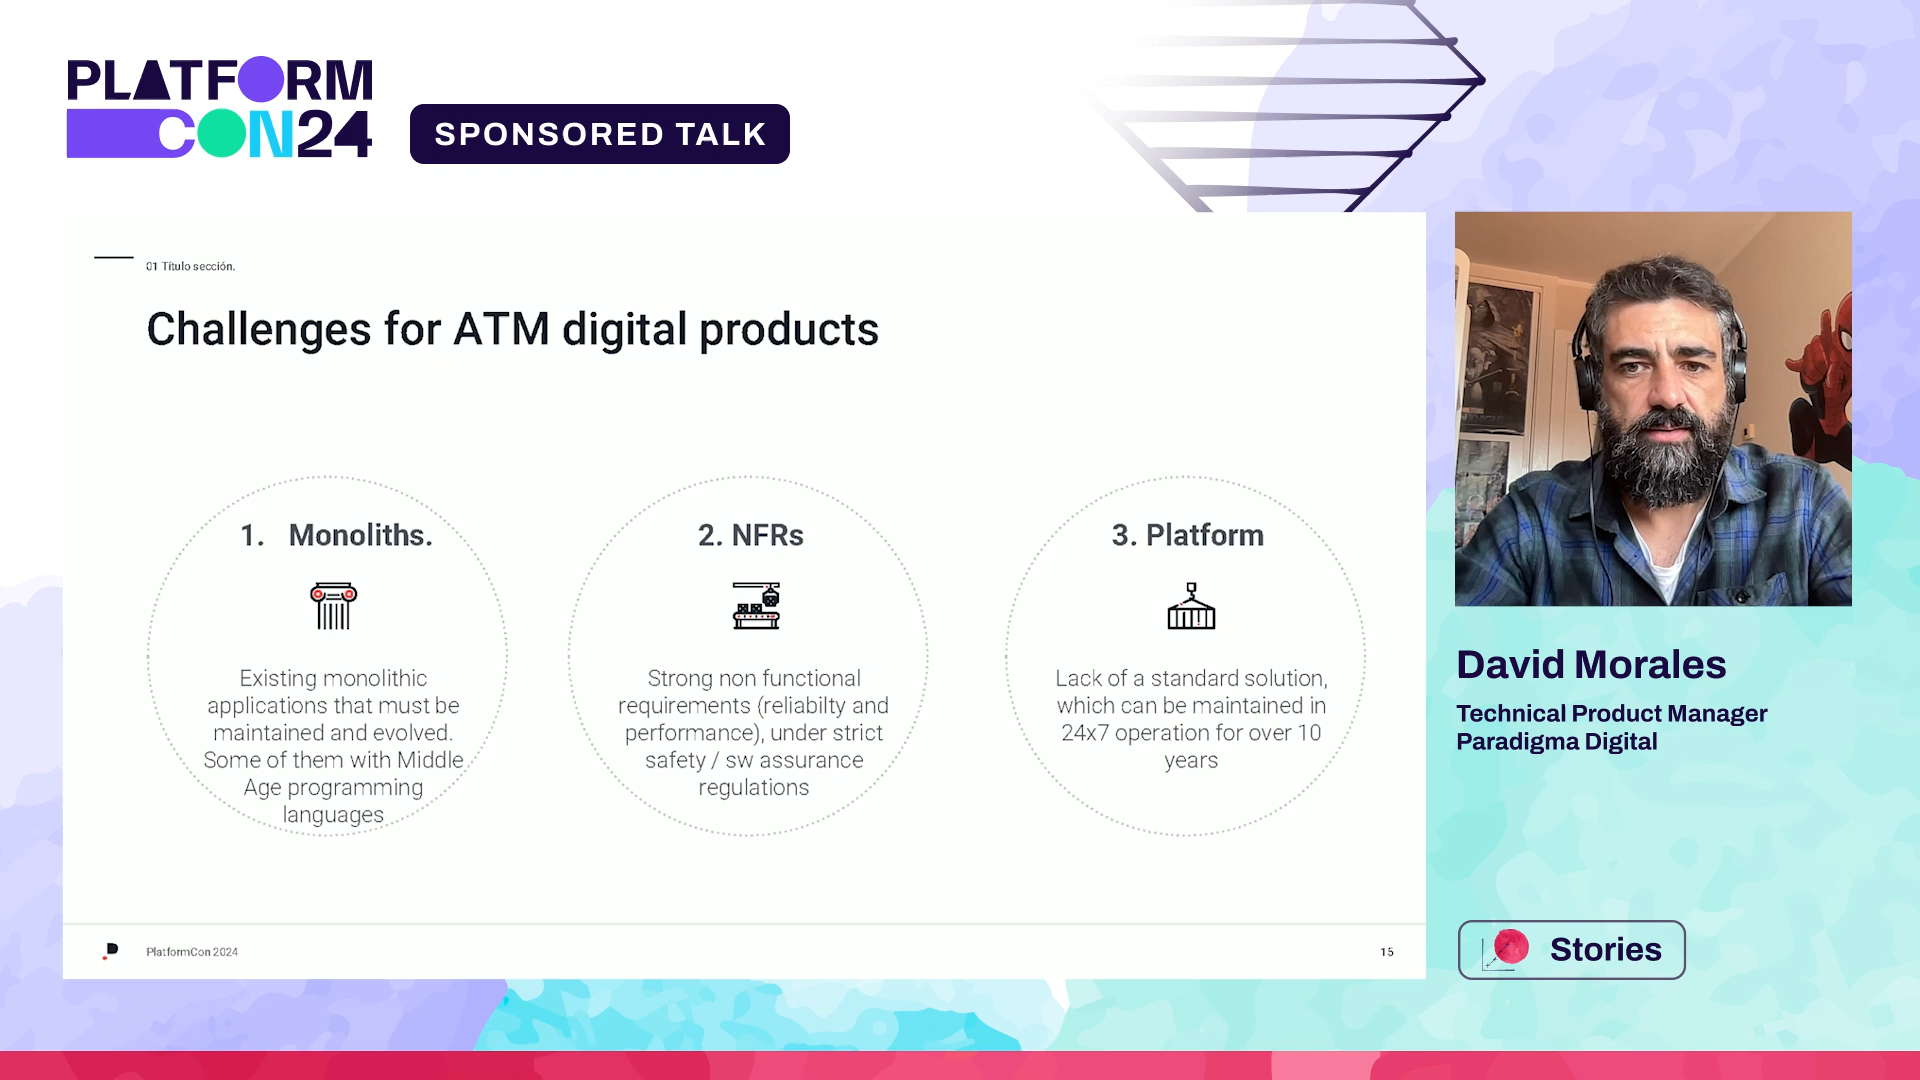 PLATFORM
CON24
SPONSORED TALK
01 Título sección.
Challenges for ATM digital products
1. Monoliths.
Existing monolithic
applications that must be
maintained and evolved.
Some of them with Middle
Age programming
languages
2. NFRs
Strong non functional
requirements (reliabilty and
performance), under strict
safety / sw assurance
regulations
3. Platform
Lack of a standard solution,
which can be maintained in
24x7 operation for over 10
years
PlatformCon 2024
15
David Morales
Technical Product Manager
Paradigma Digital
Stories